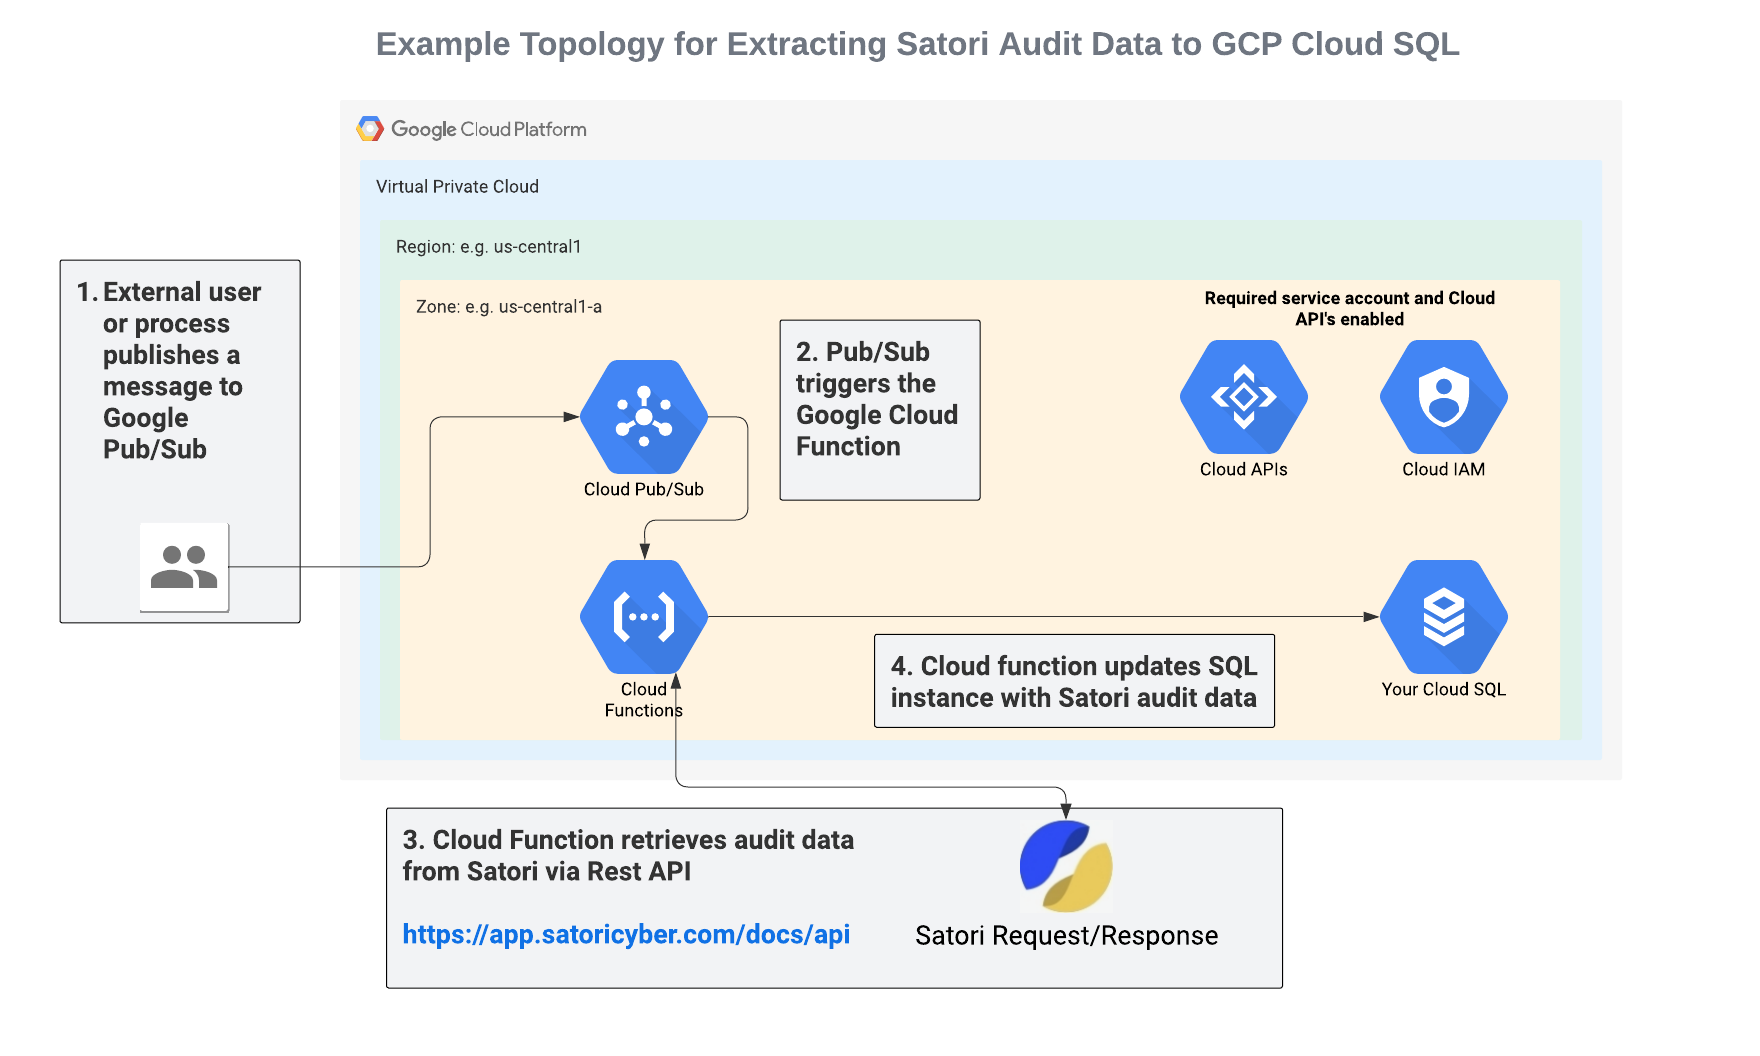 Example Topology for Extracting Satori Audit Data to GCP Cloud SQL
Google Cloud Platform
Virtual Private Cloud
Region: e.g. us-central1
Zone: e.g. us-central1-a
1. External user
or process
publishes a
message to
Google
Pub/Sub
2. Pub/Sub
triggers the
Google Cloud
Function
Required service account and Cloud
API's enabled
Cloud Pub/Sub
Cloud APIs
Cloud IAM
Cloud
Functions
4. Cloud function updates SQL
instance with Satori audit data
Your Cloud SQL
3. Cloud Function retrieves audit data
from Satori via Rest API
https://app.satoricyber.com/docs/api
Satori Request/Response